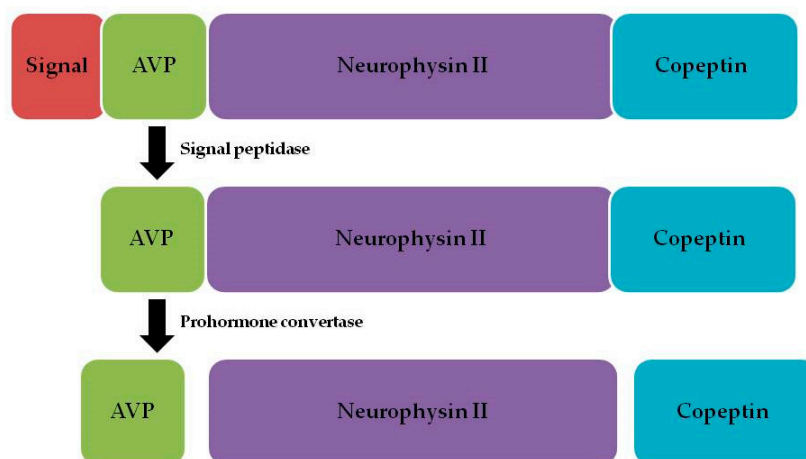 Signal AVP Neurophysin II Copeptin
Signal peptidase
AVP Neurophysin II Copeptin
Prohormone convertase
AVP Neurophysin II Copeptin